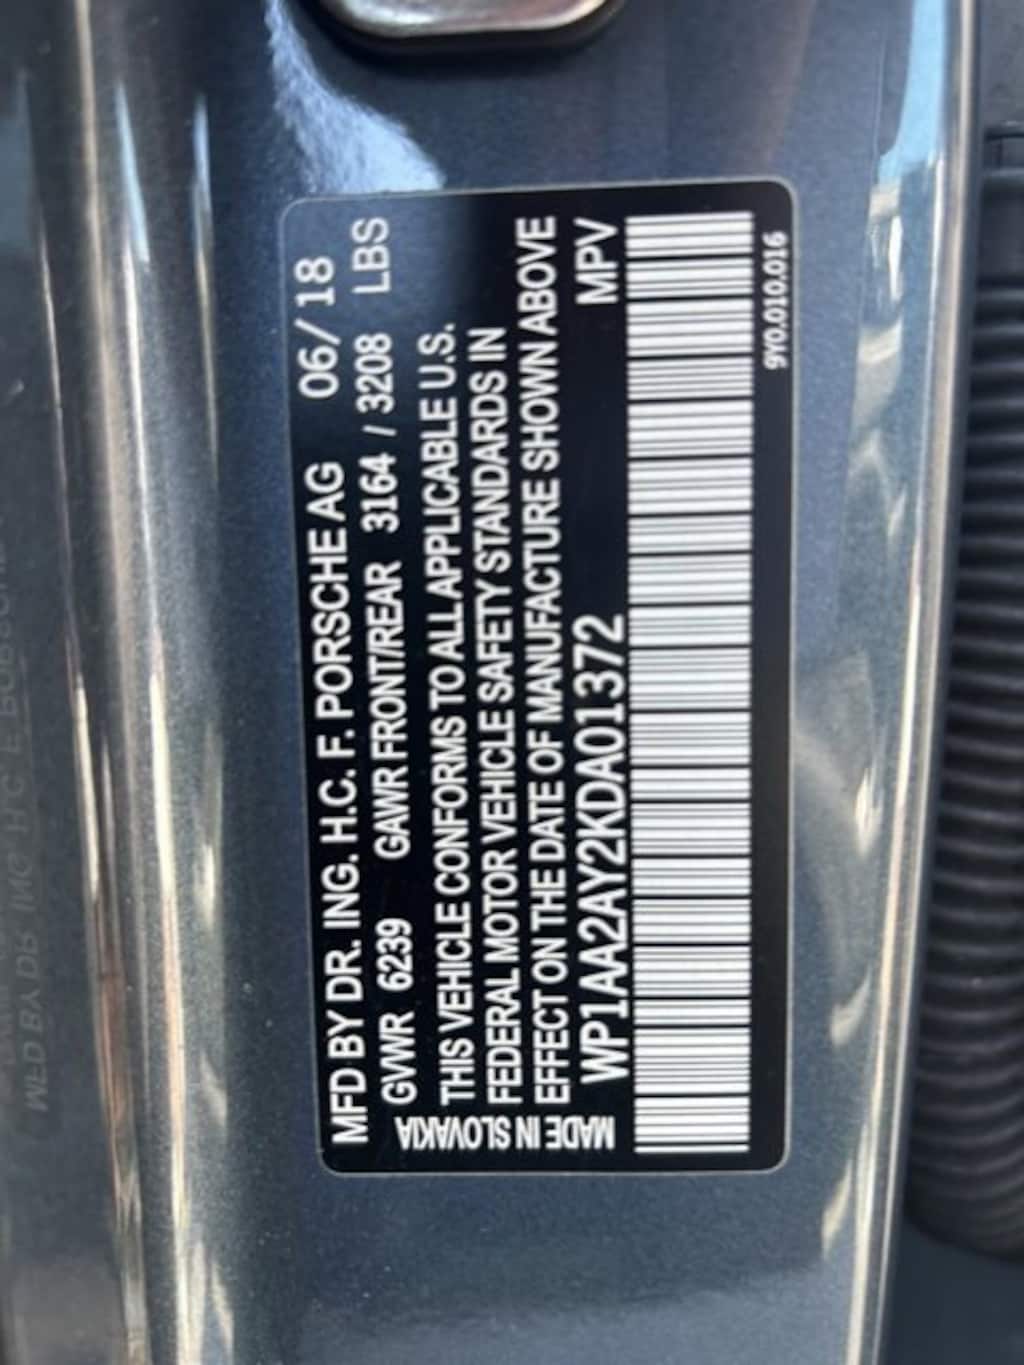 MFD BY DR. ING. H.C. F. PORSCHE AG 06/18
GVWR 6239 GAWR FRONT/REAR 3164 / 3208 LBS
THIS VEHICLE CONFORMS TO ALL APPLICABLE U.S.
FEDERAL MOTOR VEHICLE SAFETY STANDARDS IN
EFFECT ON THE DATE OF MANUFACTURE SHOWN ABOVE
MADE IN SLOVAKIA
WP1AA2AY2KDA01372 MPV
9Y0.010.016